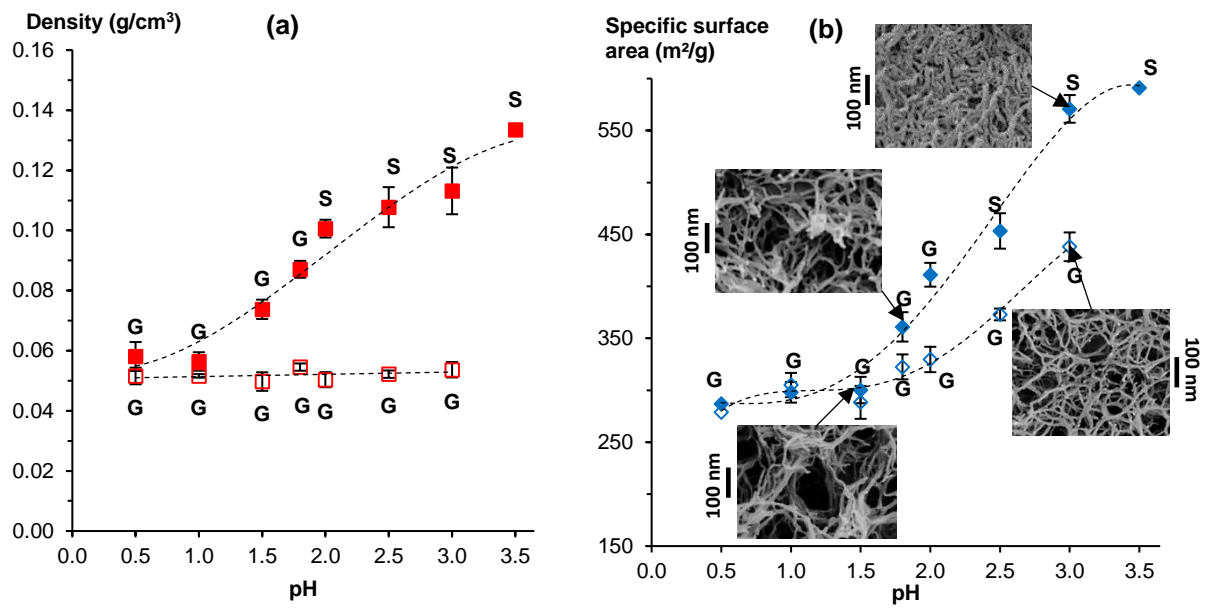 Density (g/cm³)
(a)
0.16
0.14
0.12
0.10
0.08
0.06
0.04
0.02
0.00
S
S
S
S
G
G
G
G
G
G
G
G
G
G
G
0.0 0.5 1.0 1.5 2.0 2.5 3.0 3.5
pH
Specific surface
area (m²/g)
(b)
550
450
350
250
150
100 nm
S
S
100 nm
S
G
G
G
G
G
G
G
G
G
100 nm
100 nm
0.0 0.5 1.0 1.5 2.0 2.5 3.0 3.5
pH